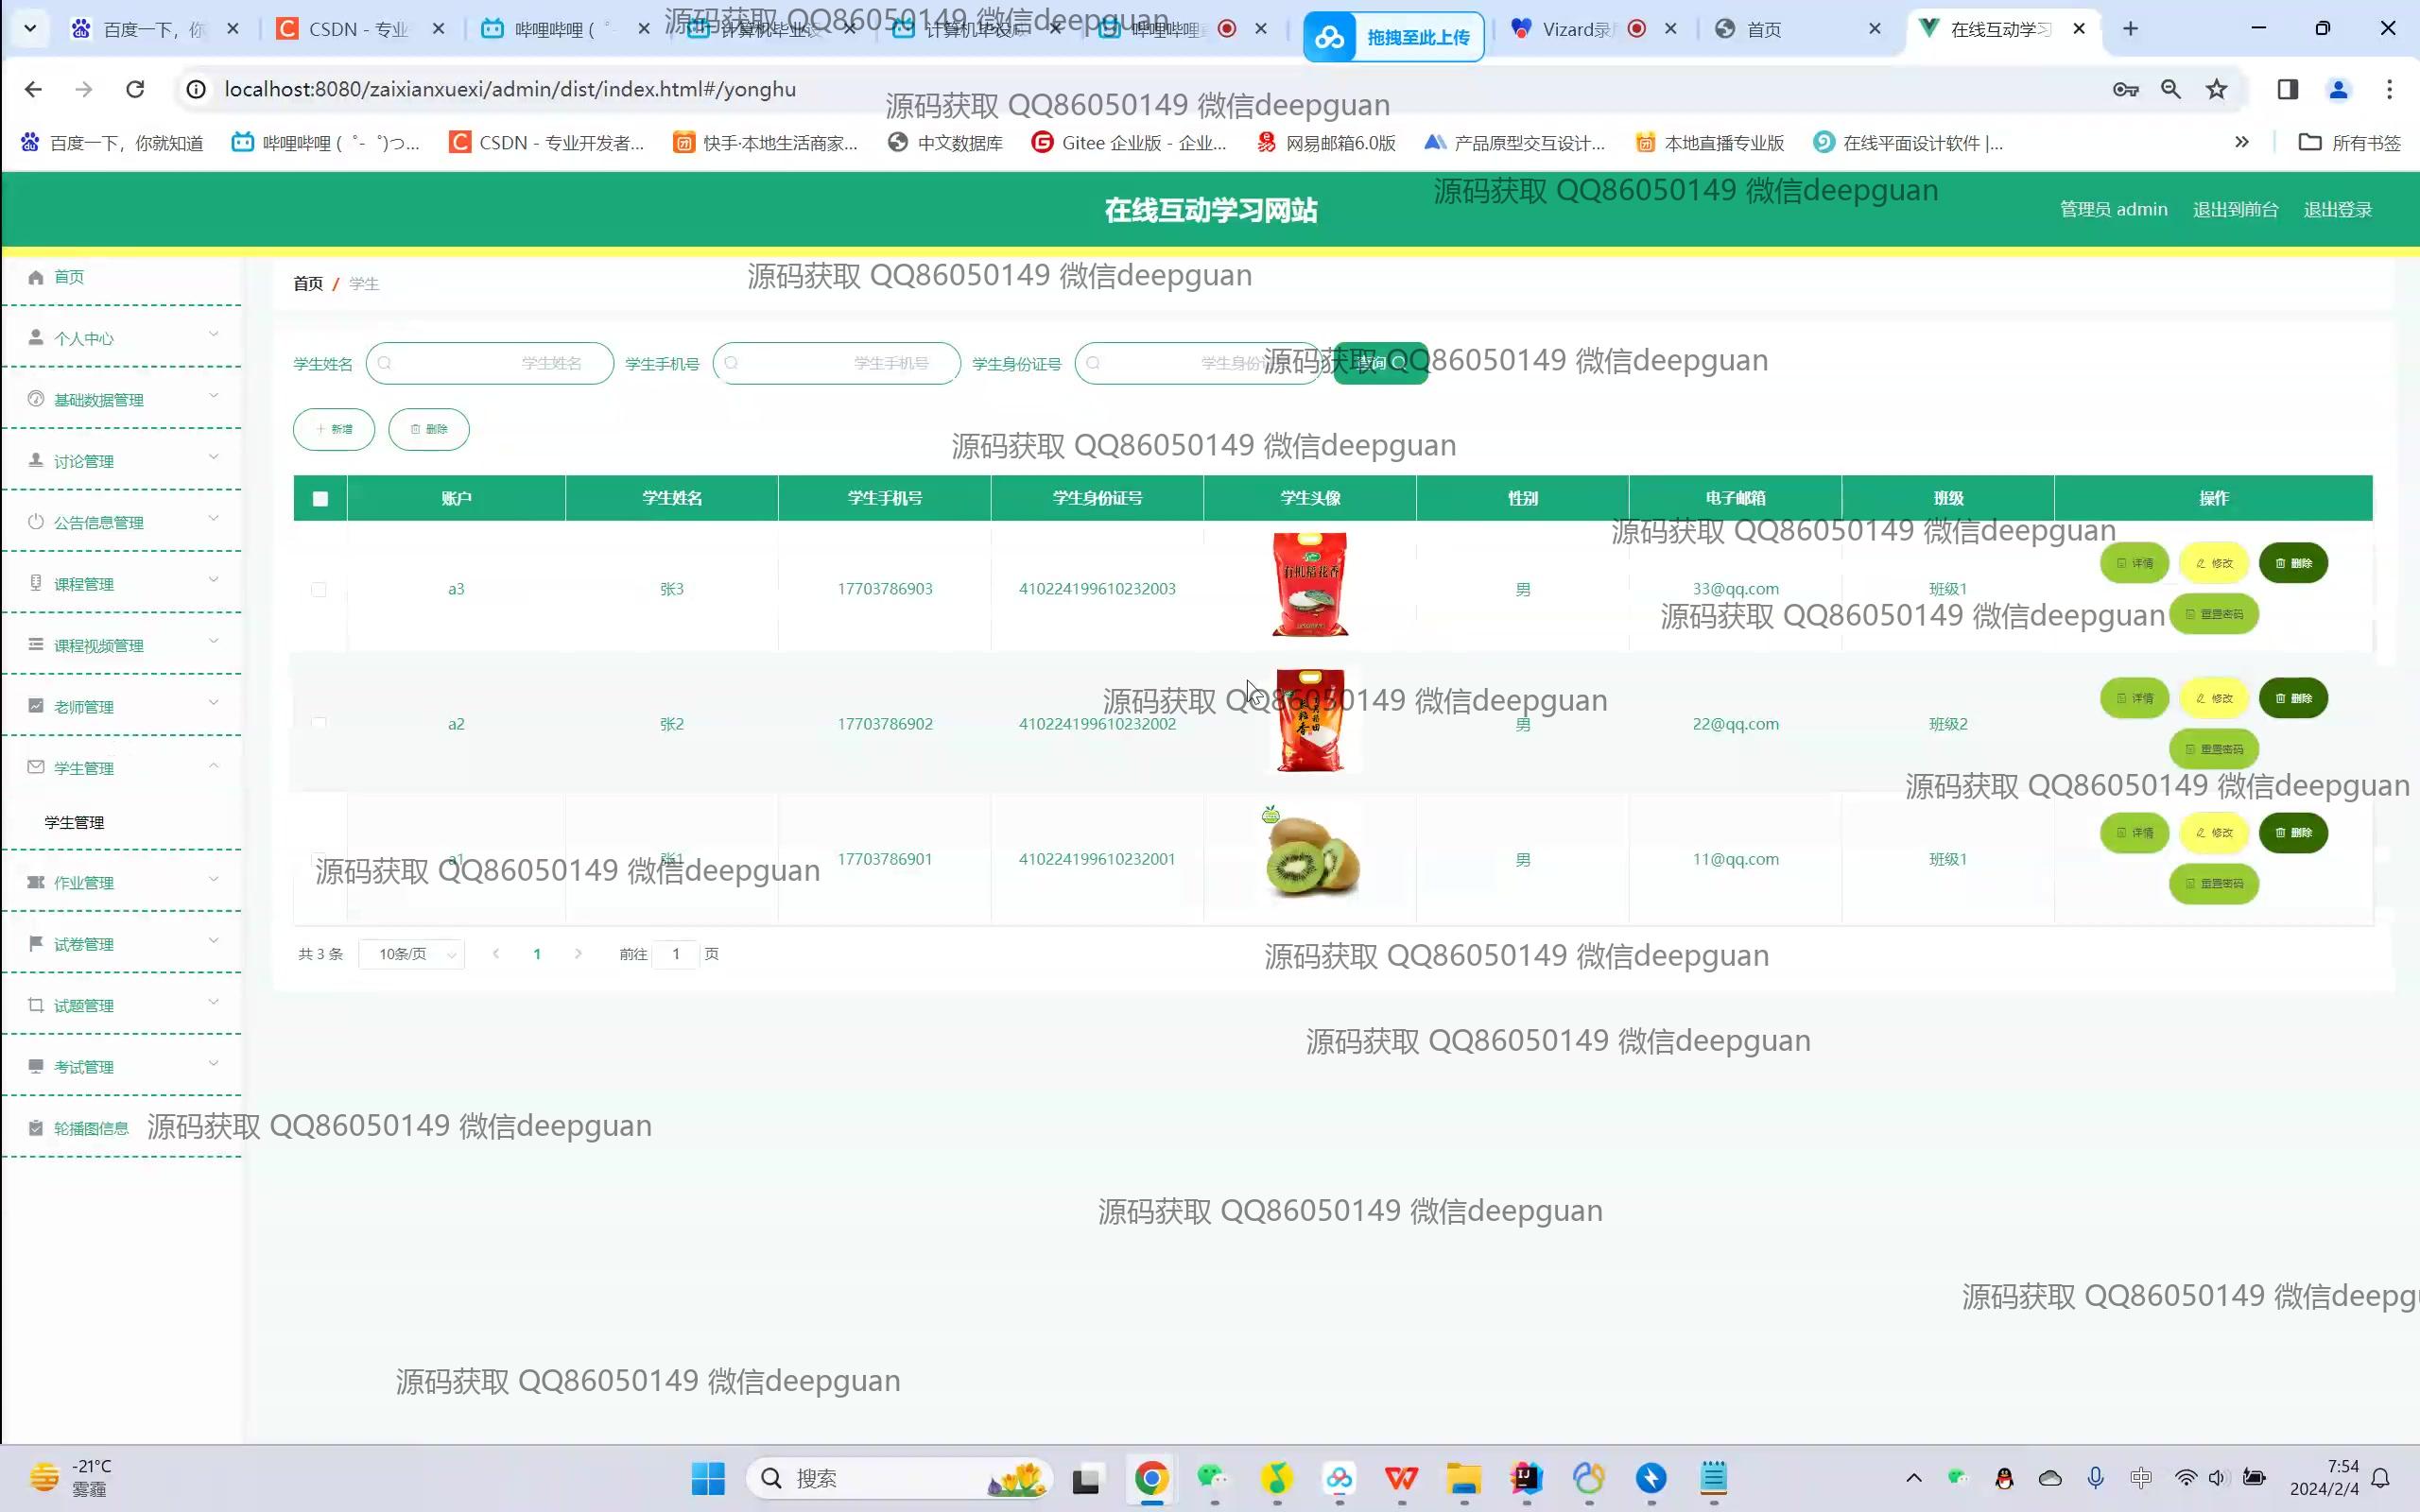 百度一下，你
CSDN - 专业
哔哩哔哩 (゜
计算机毕业设
计算机毕设
哔哩哔哩
拖拽至此上传
Vizard录
首页
在线互动学习
源码获取 QQ86050149 微信deepguan
localhost:8080/zaixianxuexi/admin/dist/index.html#/yonghu
源码获取 QQ86050149 微信deepguan
百度一下，你就知道
哔哩哔哩 (゜-゜)つ...
CSDN - 专业开发者...
快手·本地生活商家...
中文数据库
Gitee 企业版 - 企业...
网易邮箱6.0版
产品原型交互设计...
本地直播专业版
在线平面设计软件 |...
所有书签
源码获取 QQ86050149 微信deepguan
在线互动学习网站
管理员 admin
退出到前台
退出登录
首页
个人中心
基础数据管理
讨论管理
公告信息管理
课程管理
课程视频管理
老师管理
学生管理
学生管理
作业管理
试卷管理
试题管理
考试管理
轮播图信息
首页 / 学生
源码获取 QQ86050149 微信deepguan
学生姓名 学生姓名 学生手机号 学生手机号 学生身份证号 学生身份证号 查询
源码获取 QQ86050149 微信deepguan
新增 删除
源码获取 QQ86050149 微信deepguan
账户 学生姓名 学生手机号 学生身份证号 学生头像 性别 电子邮箱 班级 操作
源码获取 QQ86050149 微信deepguan
有机稻花香
a3 张3 17703786903 410224199610232003 男 33@qq.com 班级1 详情 修改 删除
重置密码
源码获取 QQ86050149 微信deepguan
a2 张2 17703786902 410224199610232002 男 22@qq.com 班级2 详情 修改 删除
重置密码
源码获取 QQ86050149 微信deepguan
源码获取 QQ86050149 微信deepguan
a1 张1 17703786901 410224199610232001 男 11@qq.com 班级1 详情 修改 删除
重置密码
源码获取 QQ86050149 微信deepguan
共 3 条 10条/页 1 前往 1 页
源码获取 QQ86050149 微信deepguan
源码获取 QQ86050149 微信deepguan
源码获取 QQ86050149 微信deepguan
源码获取 QQ86050149 微信deepguan
源码获取 QQ86050149 微信deepg
源码获取 QQ86050149 微信deepguan
-21°C
雾霾
搜索
中
7:54
2024/2/4